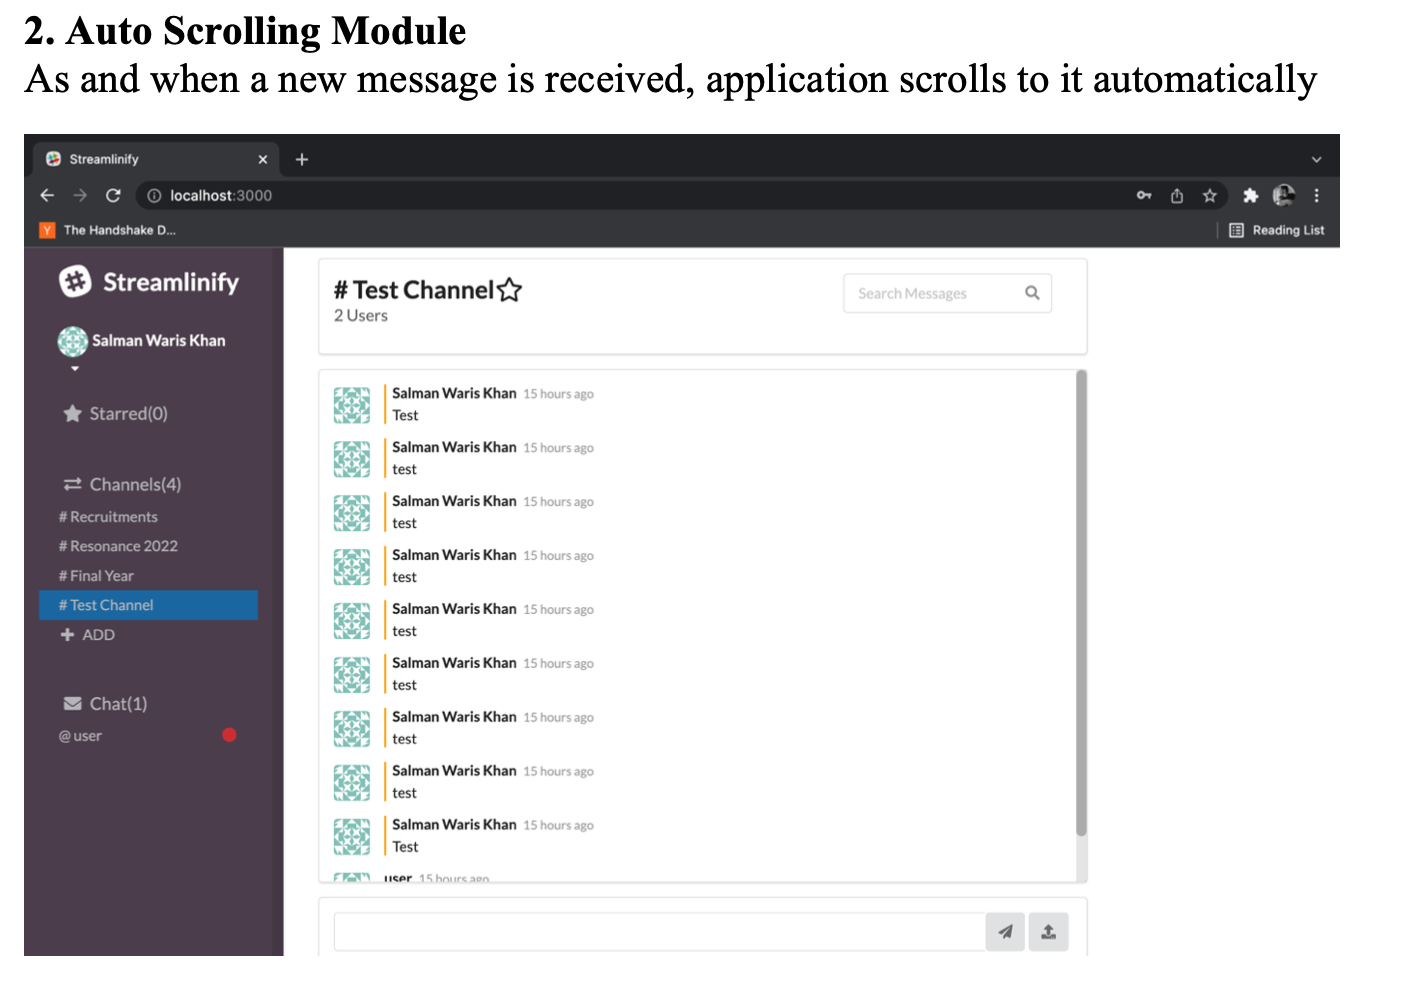 2. Auto Scrolling Module
As and when a new message is received, application scrolls to it automatically
Streamlinify
localhost:3000
The Handshake D...
Reading List
Streamlinify
Salman Waris Khan
Starred(0)
Channels(4)
# Recruitments
# Resonance 2022
# Final Year
# Test Channel
ADD
Chat(1)
@ user
# Test Channel
2 Users
Search Messages
Salman Waris Khan 15 hours ago
Test
Salman Waris Khan 15 hours ago
test
Salman Waris Khan 15 hours ago
test
Salman Waris Khan 15 hours ago
test
Salman Waris Khan 15 hours ago
test
Salman Waris Khan 15 hours ago
test
Salman Waris Khan 15 hours ago
test
Salman Waris Khan 15 hours ago
test
Salman Waris Khan 15 hours ago
Test
user 15 hours ago